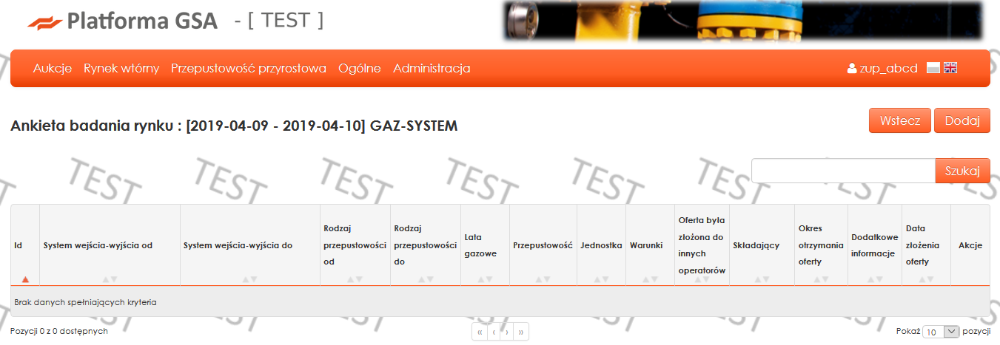 Platforma GSA - [ TEST ]
Aukcje Rynek wtórny Przepustowość przyrostowa Ogólne Administracja zup_abcd
Ankieta badania rynku : [2019-04-09 - 2019-04-10] GAZ-SYSTEM
Wstecz Dodaj
Szukaj
TEST TEST TEST TEST TEST TEST TEST
Id
System wejścia-wyjścia od
System wejścia-wyjścia do
Rodzaj
przepustowości
od
Rodzaj
przepustowości
do
Lata
gazowe
Przepustowość
Jednostka
Warunki
Oferta była
złożona do
innych
operatorów
Składający
Okres
otrzymania
oferty
Dodatkowe
informacje
Data
złożenia
oferty
Akcje
Brak danych spełniających kryteria
Pozycji 0 z 0 dostępnych
« ‹ › »
Pokaż 10 pozycji